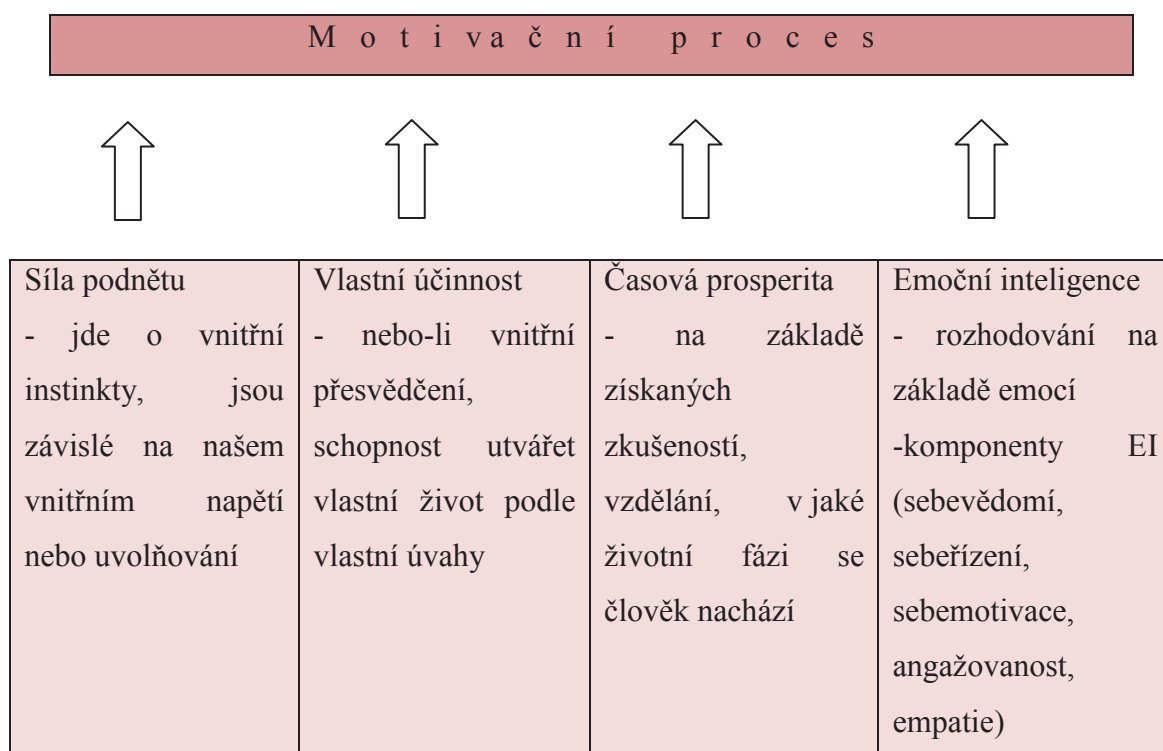 Motivační proces
Síla podnětu
- jde o vnitřní
instinkty, jsou
závislé na našem
vnitřním napětí
nebo uvolňování
Vlastní účinnost
- nebo-li vnitřní
přesvědčení,
schopnost utvářet
vlastní život podle
vlastní úvahy
Časová prosperita
- na základě
získaných
zkušeností,
vzdělání, v jaké
životní fázi se
člověk nachází
Emoční inteligence
- rozhodování na
základě emocí
-komponenty EI
(sebevědomí,
sebeřízení,
sebemotivace,
angažovanost,
empatie)